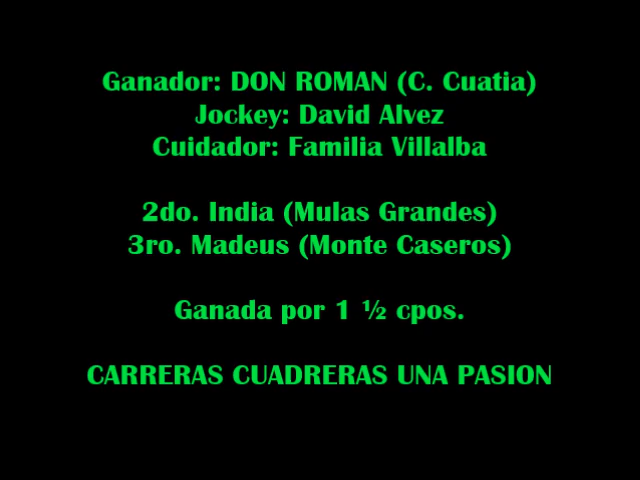 Ganador: DON ROMAN (C. Cuatia)
Jockey: David Alvez
Cuidador: Familia Villalba
2do. India (Mulas Grandes)
3ro. Madeus (Monte Caseros)
Ganada por 1 ½ cpos.
CARRERAS CUADRERAS UNA PASION